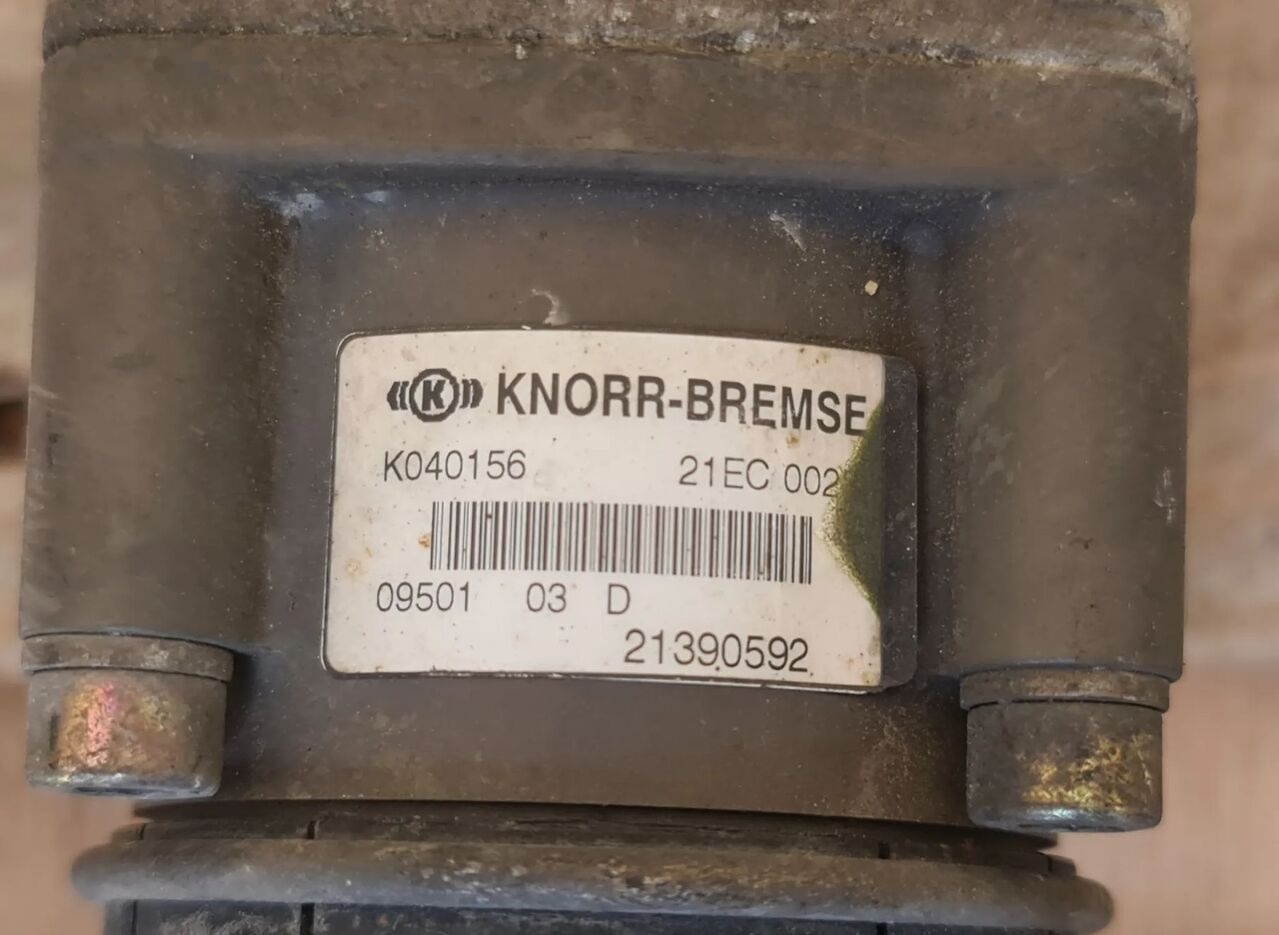 K KNORR-BREMSE
K040156 21EC 002
09501 03 D
21390592